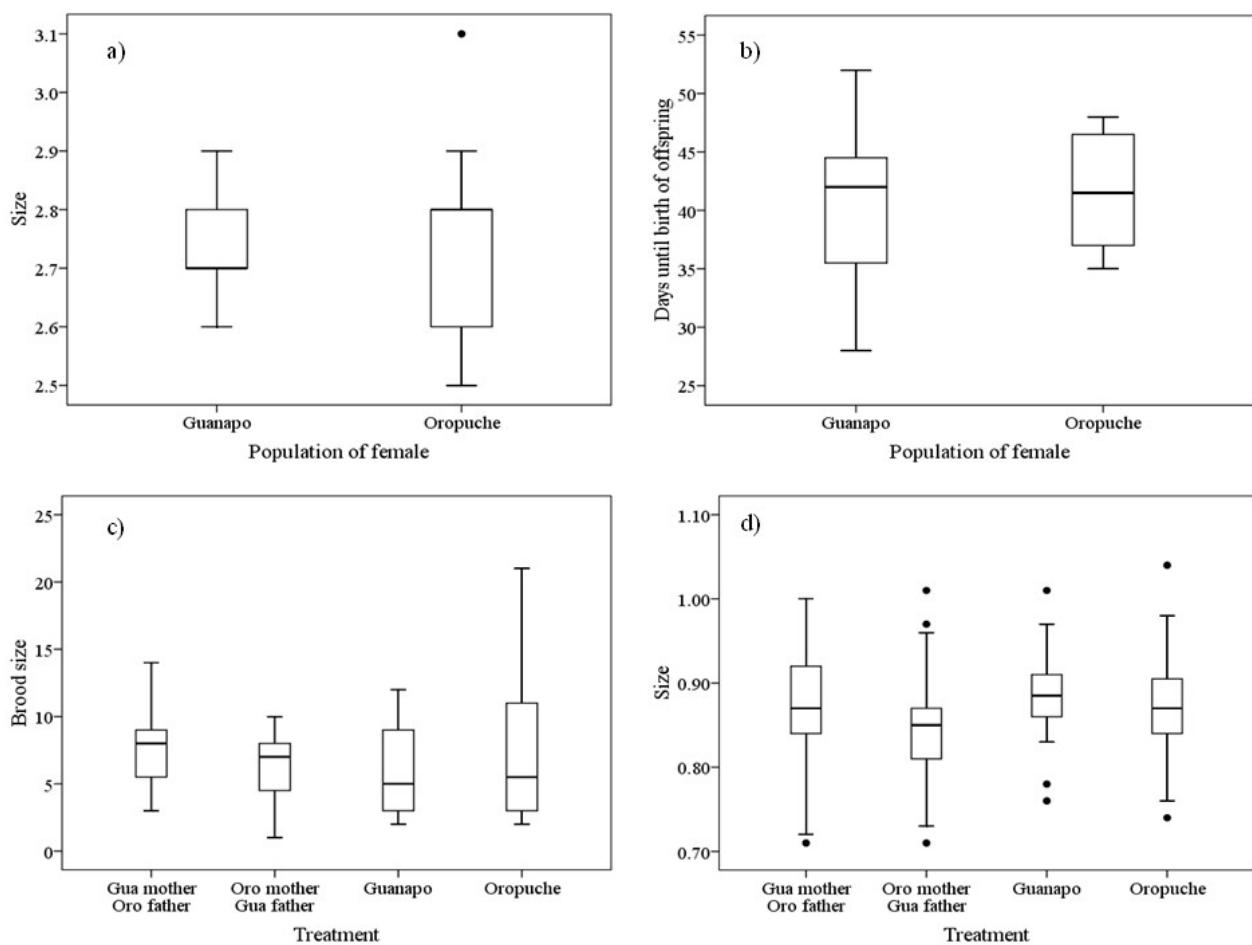 a)
Size
3.1
3.0
2.9
2.8
2.7
2.6
2.5
Guanapo
Oropuche
Population of female
b)
Days until birth of offspring
55
50
45
40
35
30
25
Guanapo
Oropuche
Population of female
c)
Brood size
25
20
15
10
5
0
Gua mother
Oro father
Oro mother
Gua father
Guanapo
Oropuche
Treatment
d)
Size
1.10
1.00
0.90
0.80
0.70
Gua mother
Oro father
Oro mother
Gua father
Guanapo
Oropuche
Treatment